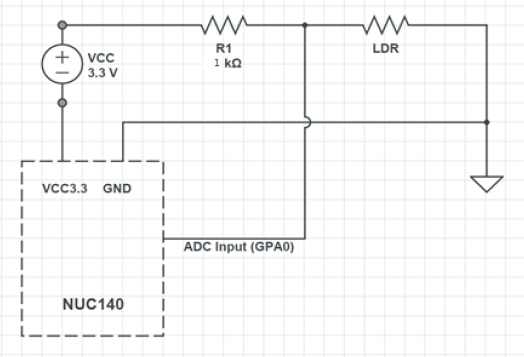 R1
1 kΩ
LDR
+
−
VCC
3.3 V
VCC3.3
GND
ADC Input (GPA0)
NUC140